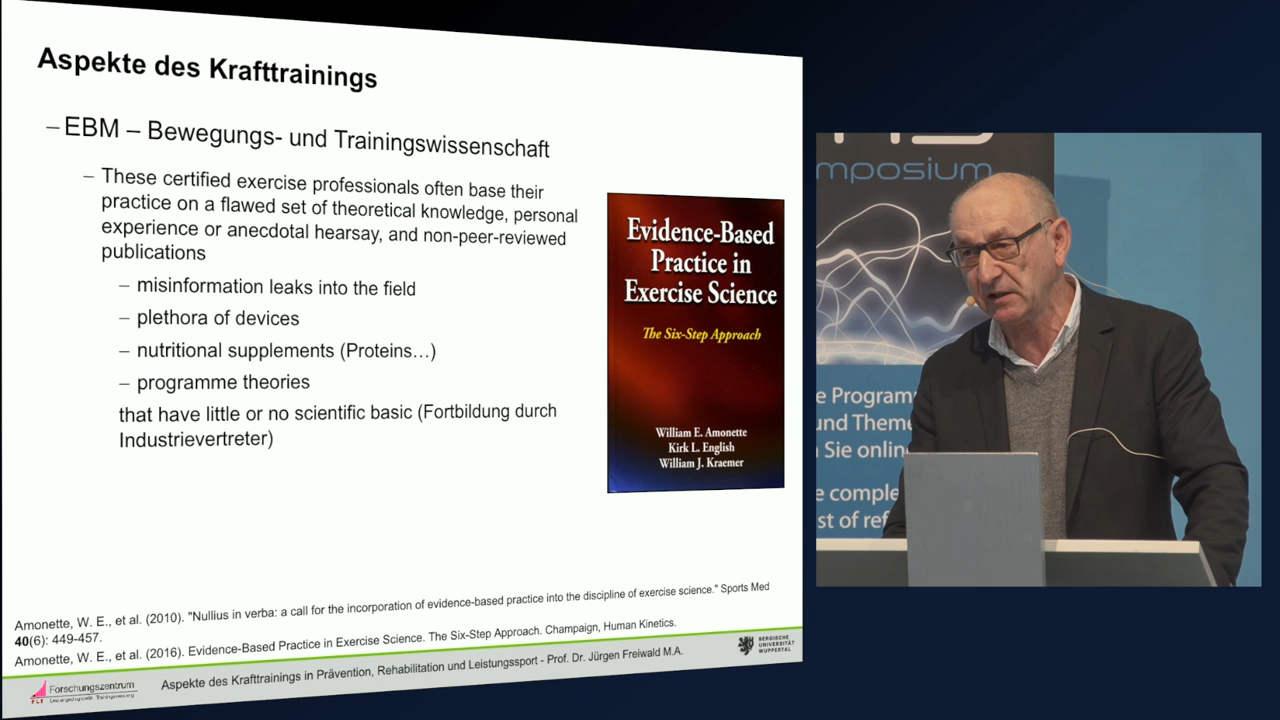 Aspekte des Krafttrainings
– EBM – Bewegungs- und Trainingswissenschaft
– These certified exercise professionals often base their
practice on a flawed set of theoretical knowledge, personal
experience or anecdotal hearsay, and non-peer-reviewed
publications
– misinformation leaks into the field
– plethora of devices
– nutritional supplements (Proteins…)
– programme theories
that have little or no scientific basic (Fortbildung durch
Industrievertreter)
Evidence-Based
Practice in
Exercise Science
The Six-Step Approach
William E. Amonette
Kirk L. English
William J. Kraemer
Amonette, W. E., et al. (2010). "Nullius in verba: a call for the incorporation of evidence-based practice into the discipline of exercise science." Sports Med
40(6): 449-457.
Amonette, W. E., et al. (2016). Evidence-Based Practice in Exercise Science. The Six-Step Approach. Champaign, Human Kinetics.
FLT
Forschungszentrum
Aspekte des Krafttrainings in Prävention, Rehabilitation und Leistungssport - Prof. Dr. Jürgen Freiwald M.A.
BERGISCHE
UNIVERSITÄT
WUPPERTAL
mposium
e Program
und Theme
n Sie onlin
e comple
st of ref